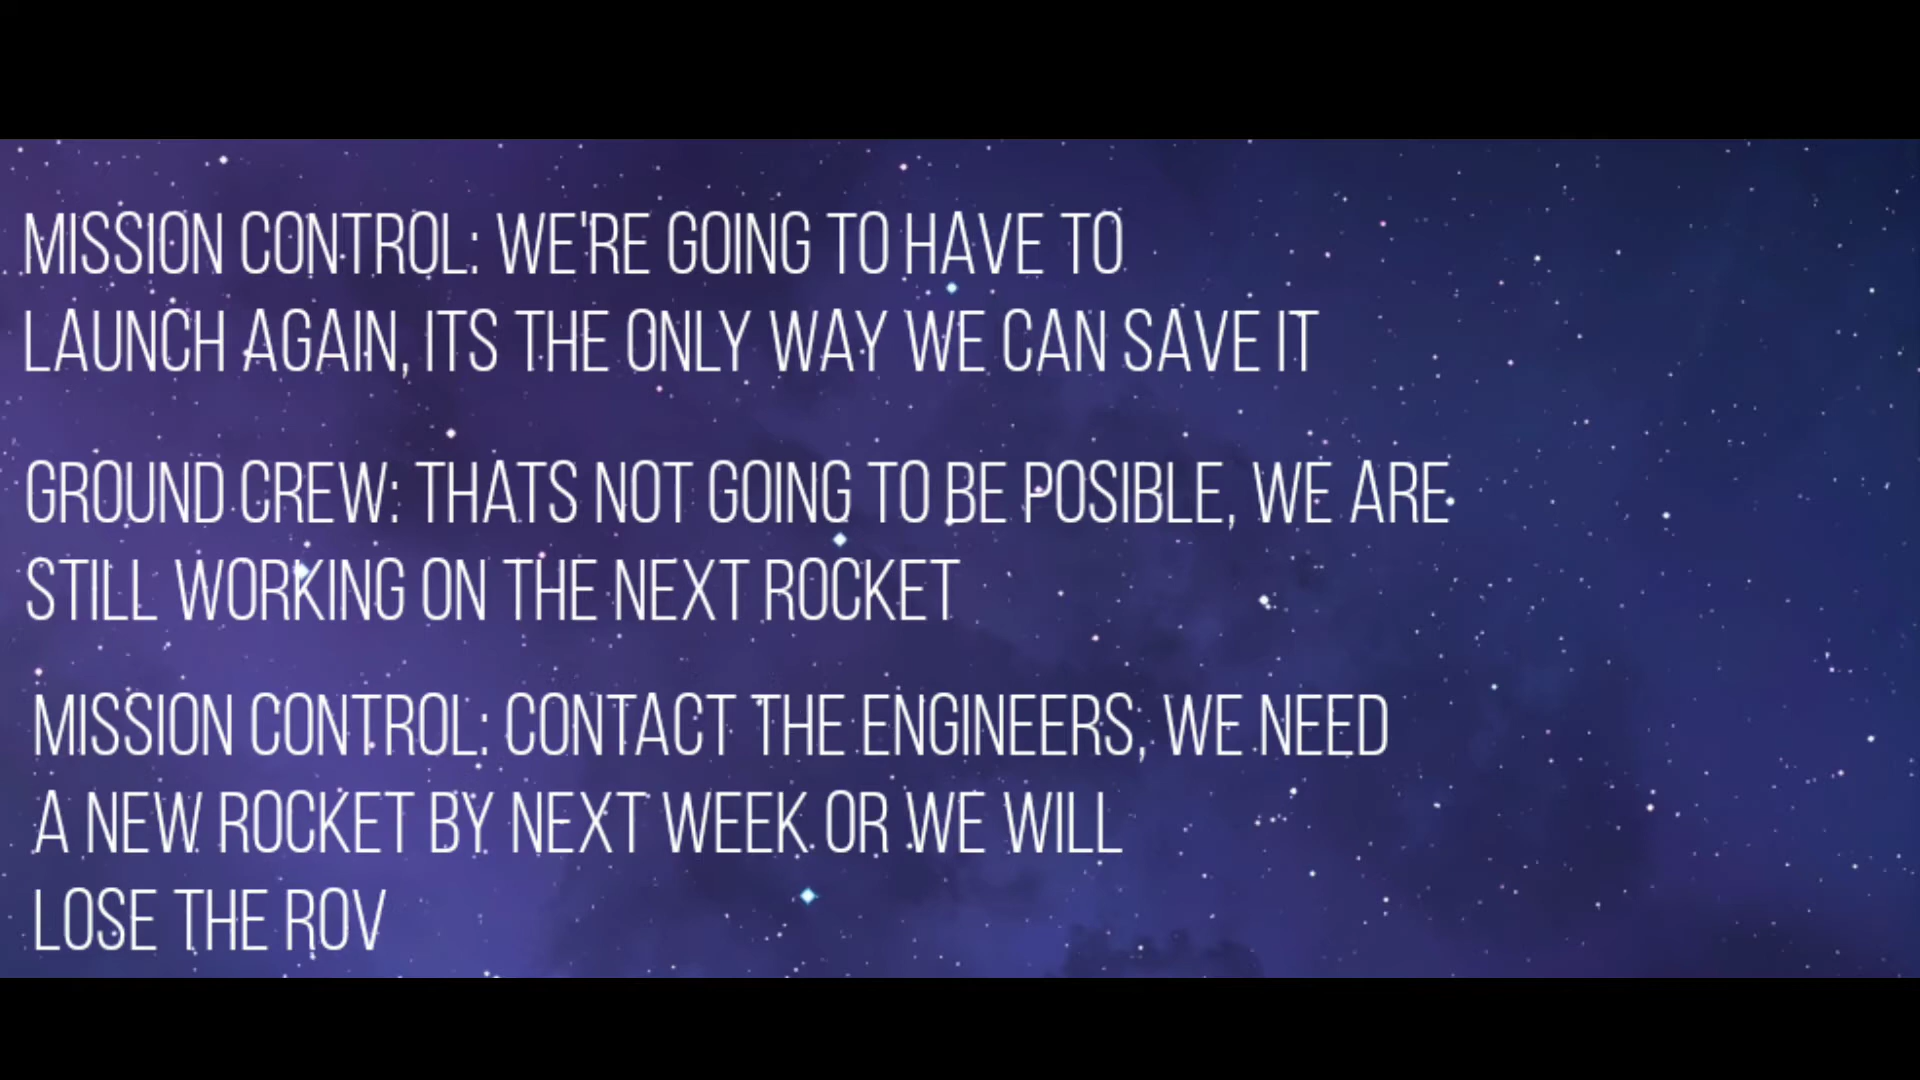 MISSION CONTROL: WE'RE GOING TO HAVE TO
LAUNCH AGAIN, ITS THE ONLY WAY WE CAN SAVE IT
GROUND CREW: THATS NOT GOING TO BE POSIBLE, WE ARE
STILL WORKING ON THE NEXT ROCKET
MISSION CONTROL: CONTACT THE ENGINEERS, WE NEED
A NEW ROCKET BY NEXT WEEK OR WE WILL
LOSE THE ROV